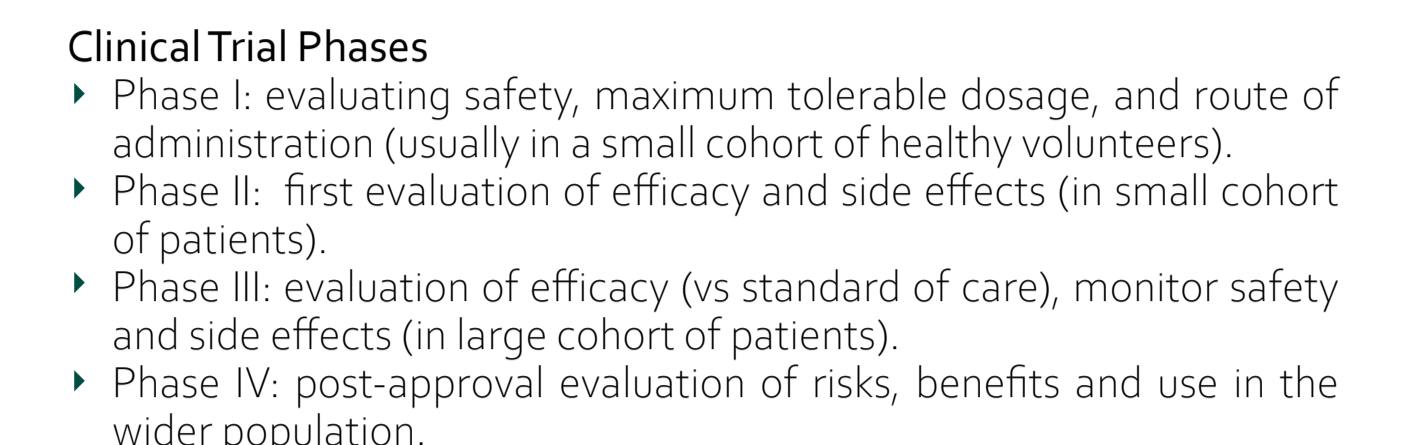 Clinical Trial Phases
Phase I: evaluating safety, maximum tolerable dosage, and route of
administration (usually in a small cohort of healthy volunteers).
Phase II:  first evaluation of efficacy and side effects (in small cohort
of patients).
Phase III: evaluation of efficacy (vs standard of care), monitor safety
and side effects (in large cohort of patients).
Phase IV: post-approval evaluation of risks, benefits and use in the
wider population.